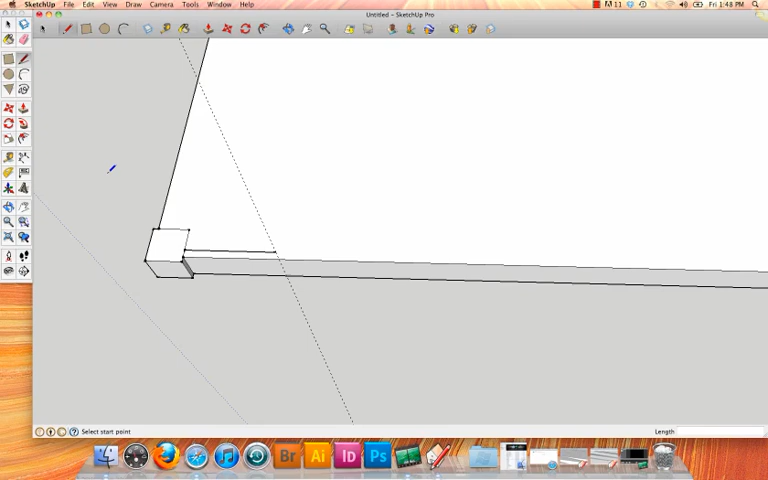 SketchUp File Edit View Draw Camera Tools Window Help 11 Fri 1:48 PM
Untitled - SketchUp Pro
Select start point Length
Br Ai Id Ps